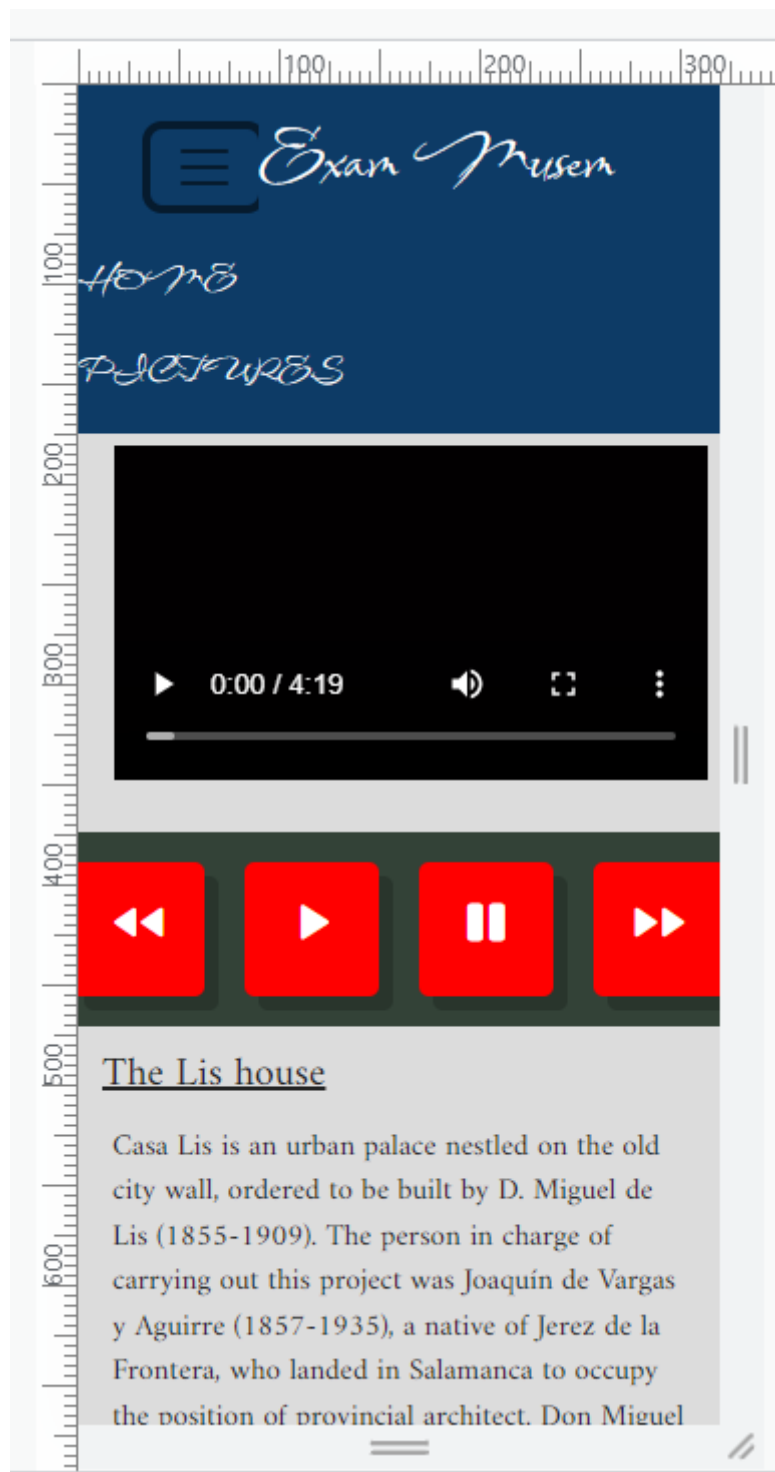 100 200 300
Exam Musem
100
HOME
PICTURES
200
300
0:00 / 4:19
400
500
The Lis house
Casa Lis is an urban palace nestled on the old
city wall, ordered to be built by D. Miguel de
Lis (1855-1909). The person in charge of
600
carrying out this project was Joaquín de Vargas
y Aguirre (1857-1935), a native of Jerez de la
Frontera, who landed in Salamanca to occupy
the position of provincial architect. Don Miguel